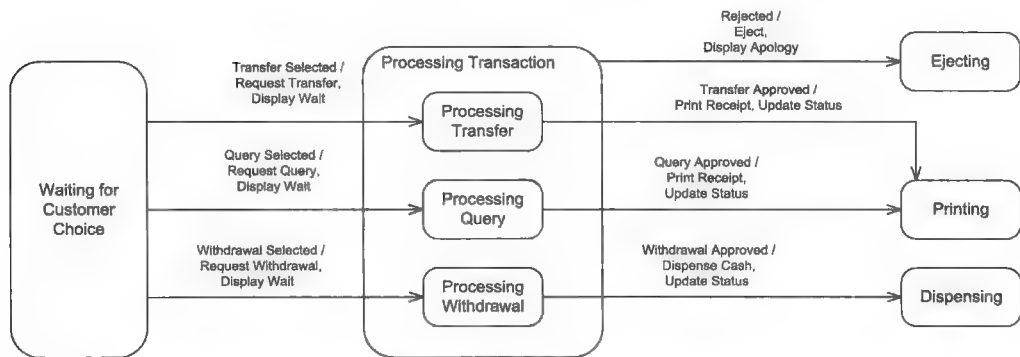 Waiting for
Customer
Choice
Transfer Selected /
Request Transfer,
Display Wait
Query Selected /
Request Query,
Display Wait
Withdrawal Selected /
Request Withdrawal,
Display Wait
Processing Transaction
Processing
Transfer
Processing
Query
Processing
Withdrawal
Rejected /
Eject,
Display Apology
Transfer Approved /
Print Receipt, Update Status
Query Approved /
Print Receipt,
Update Status
Withdrawal Approved /
Dispense Cash,
Update Status
Ejecting
Printing
Dispensing